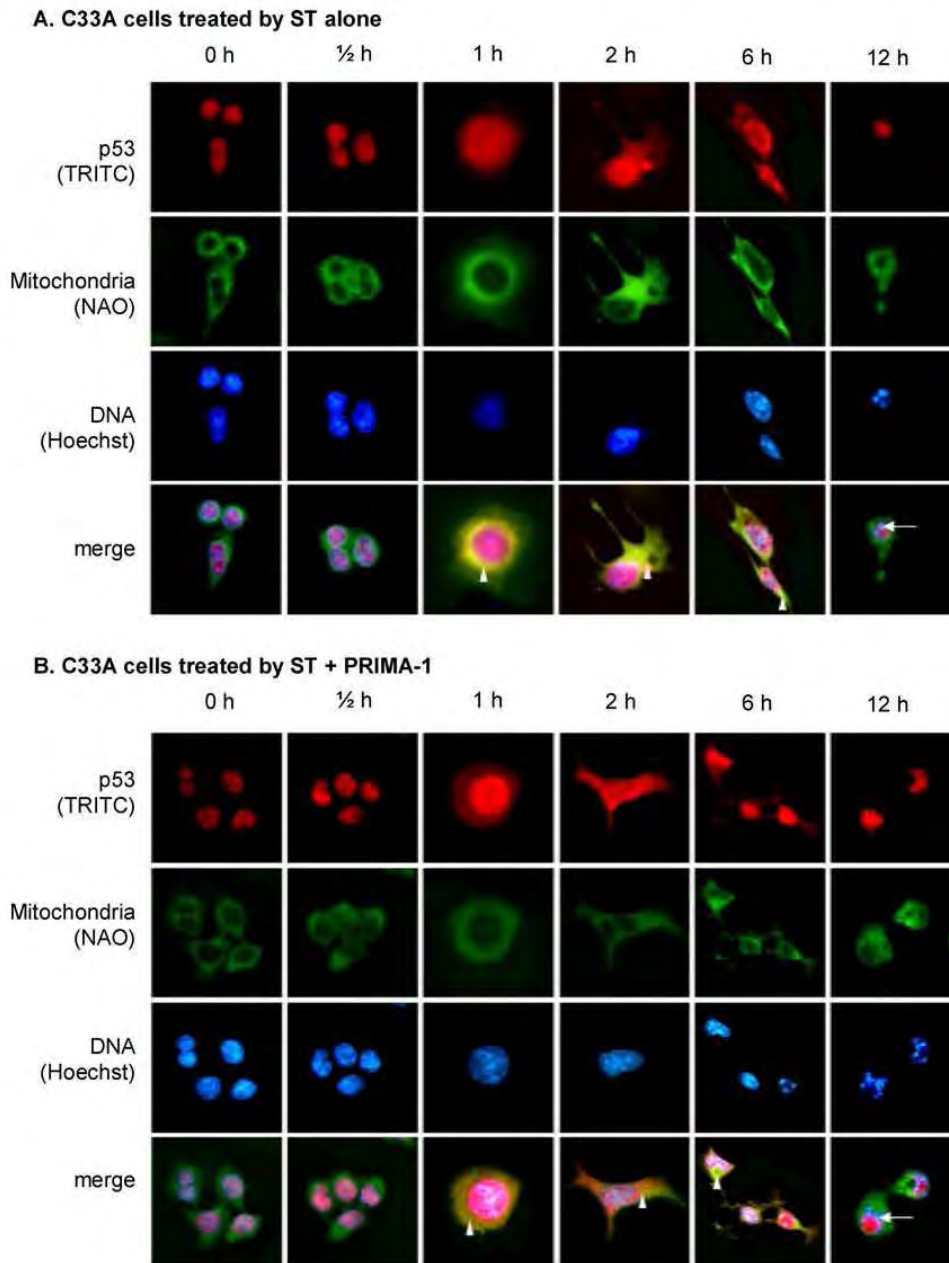 A. C33A cells treated by ST alone
0 h ½ h 1 h 2 h 6 h 12 h
p53
(TRITC)
Mitochondria
(NAO)
DNA
(Hoechst)
merge
B. C33A cells treated by ST + PRIMA-1
0 h ½ h 1 h 2 h 6 h 12 h
p53
(TRITC)
Mitochondria
(NAO)
DNA
(Hoechst)
merge